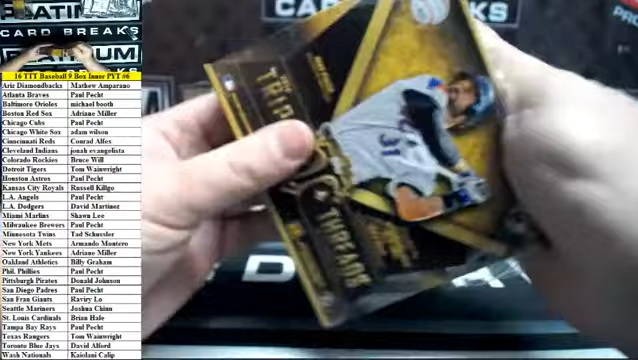 PLATINUM
CARD BREAKS
PLATINUM
CARD BREAKS
16 TTT Baseball 9 Box Inner PYT #6
Ariz Diamondbacks Mathew Amparano
Atlanta Braves Paul Pecht
Baltimore Orioles michael booth
Boston Red Sox Adriane Miller
Chicago Cubs Paul Pecht
Chicago White Sox adam wilson
Cincinnati Reds Conrad Alfes
Cleveland Indians jonah evangelista
Colorado Rockies Bruce Will
Detroit Tigers Tom Wainwright
Houston Astros Paul Pecht
Kansas City Royals Russell Killgo
L.A. Angels Paul Pecht
L.A. Dodgers David Martinez
Miami Marlins Shawn Lee
Milwaukee Brewers Paul Pecht
Minnesota Twins Tad Schussler
New York Mets Armando Montero
New York Yankees Adriane Miller
Oakland Athletics Billy Graham
Phil. Phillies Paul Pecht
Pittsburgh Pirates Donald Johnson
San Diego Padres Paul Pecht
San Fran Giants Raviry Lo
Seattle Mariners Joshua Chinn
St. Louis Cardinals Brian Hale
Tampa Bay Rays Paul Pecht
Texas Rangers Tom Wainwright
Toronto Blue Jays David Alford
Wash Nationals Kaiolani Calip
TRIP
THREADS
31